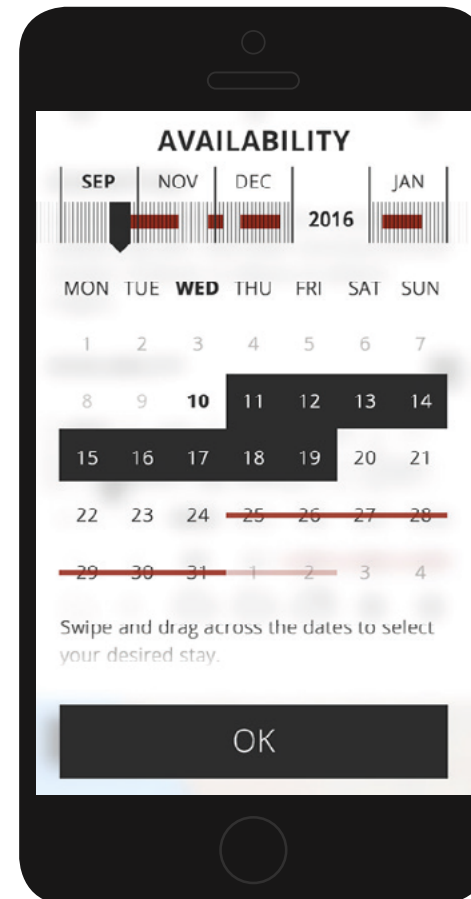 AVAILABILITY
SEP NOV DEC JAN
2016
MON TUE WED THU FRI SAT SUN
1 2 3 4 5 6 7
8 9 10 11 12 13 14
15 16 17 18 19 20 21
22 23 24 25 26 27 28
29 30 31 1 2 3 4
Swipe and drag across the dates to select
your desired stay.
OK